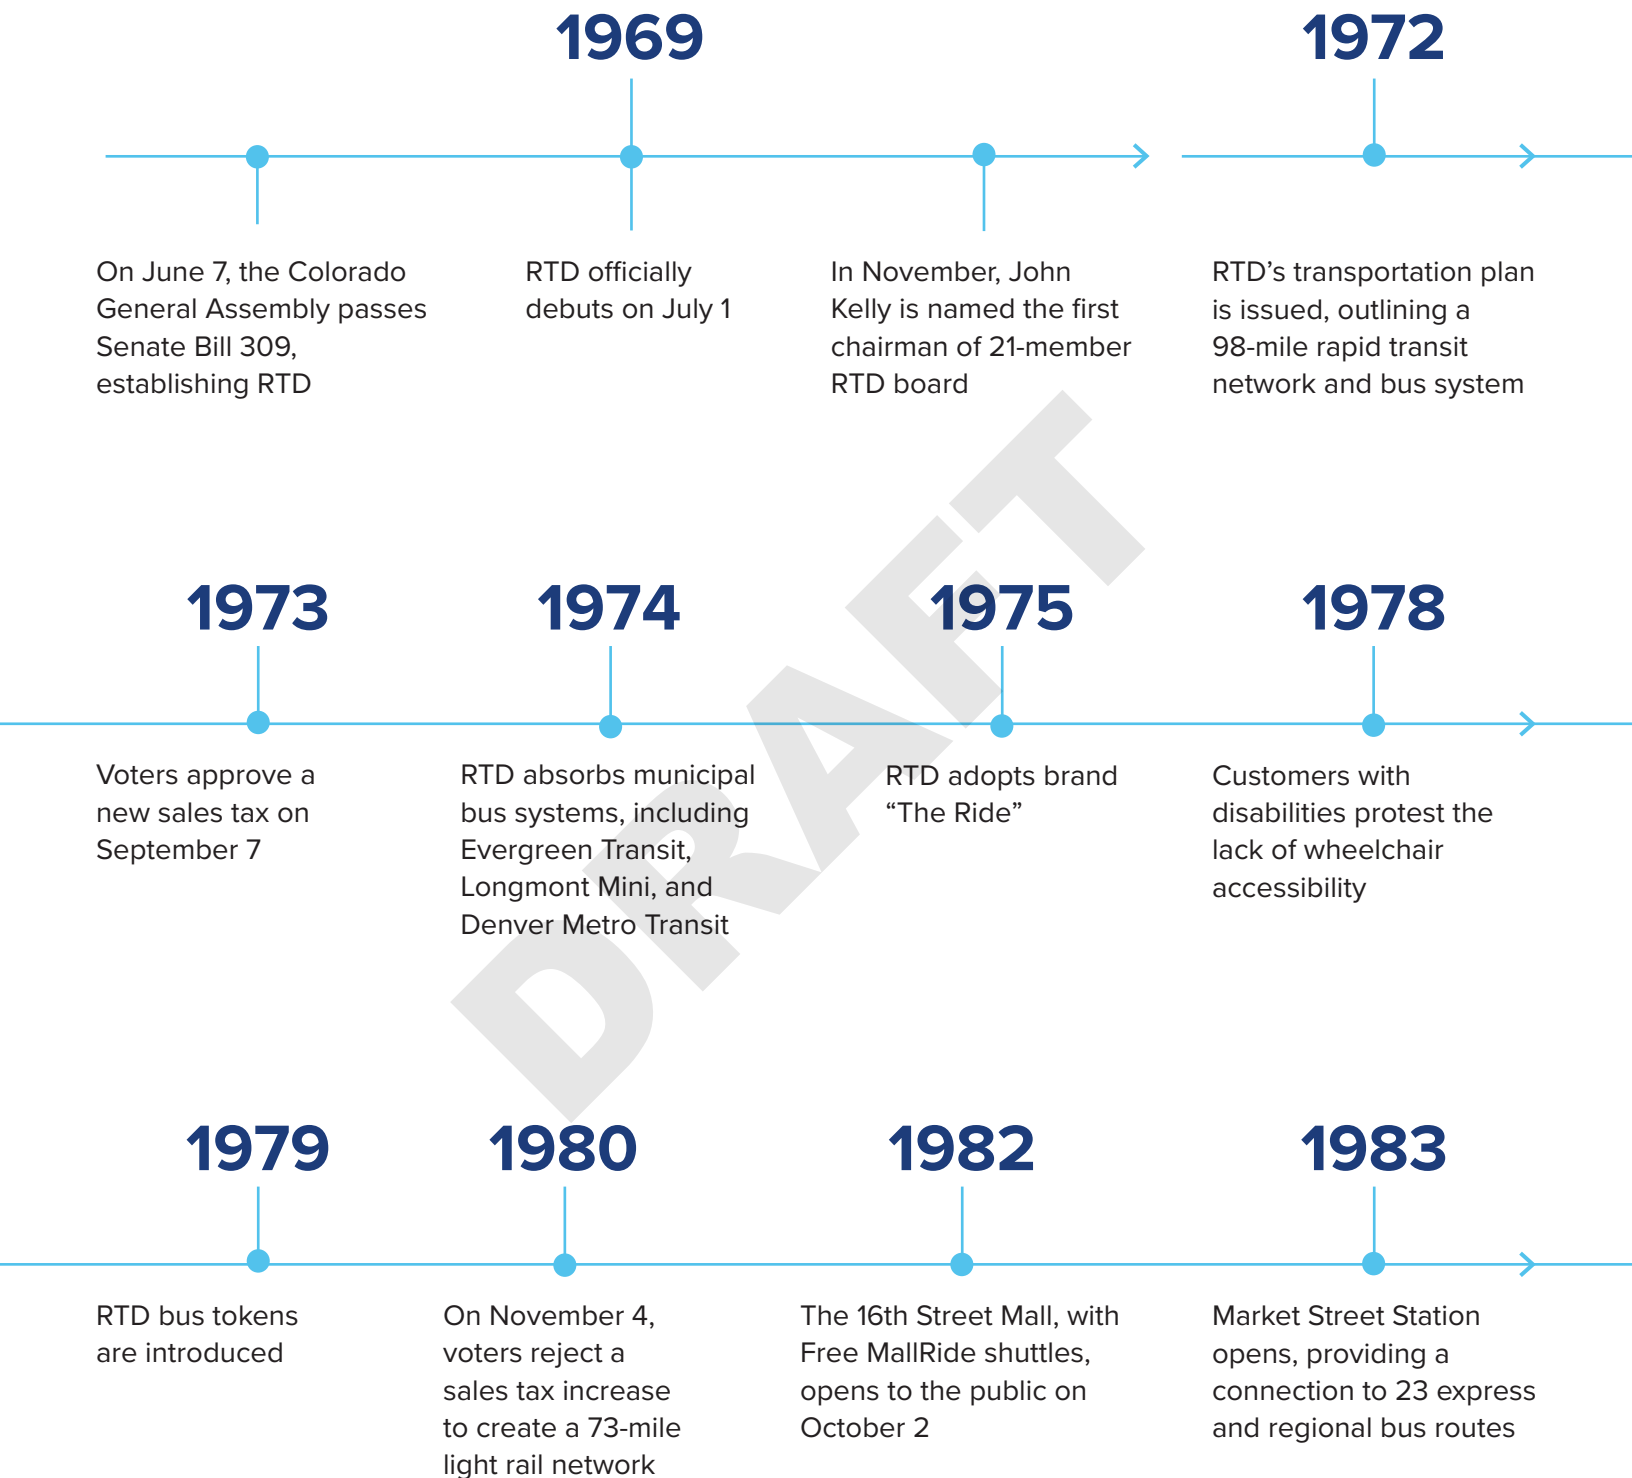 1969
On June 7, the Colorado
General Assembly passes
Senate Bill 309,
establishing RTD
RTD officially
debuts on July 1
In November, John
Kelly is named the first
chairman of 21-member
RTD board
1972
RTD’s transportation plan
is issued, outlining a
98-mile rapid transit
network and bus system
1973
Voters approve a
new sales tax on
September 7
1974
RTD absorbs municipal
bus systems, including
Evergreen Transit,
Longmont Mini, and
Denver Metro Transit
1975
RTD adopts brand
“The Ride”
1978
Customers with
disabilities protest the
lack of wheelchair
accessibility
DRAFT
1979
RTD bus tokens
are introduced
1980
On November 4,
voters reject a
sales tax increase
to create a 73-mile
light rail network
1982
The 16th Street Mall, with
Free MallRide shuttles,
opens to the public on
October 2
1983
Market Street Station
opens, providing a
connection to 23 express
and regional bus routes